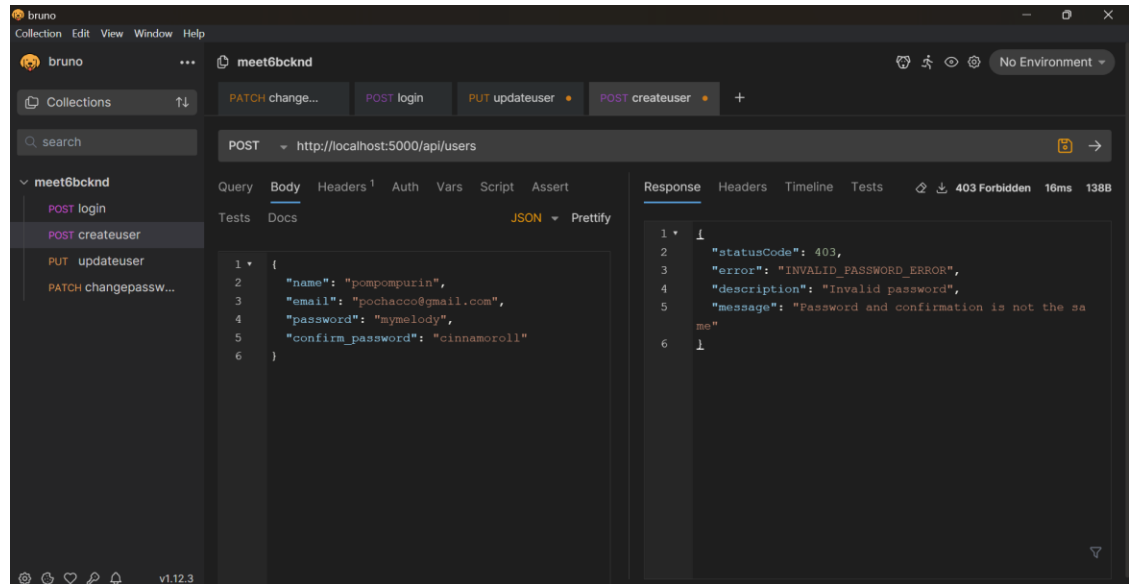 bruno
Collection Edit View Window Help
bruno
meet6bcknd
No Environment
Collections
PATCH change...
POST login
PUT updateuser
POST createuser
+
search
POST
http://localhost:5000/api/users
meet6bcknd
POST login
POST createuser
PUT updateuser
PATCH changepassw...
Query Body Headers 1 Auth Vars Script Assert
Tests Docs
JSON
Prettify
1 {
2 "name": "pompompurin",
3 "email": "pochacco@gmail.com",
4 "password": "mymelody",
5 "confirm_password": "cinnamoroll"
6 }
Response Headers Timeline Tests
403 Forbidden 16ms 138B
1 {
2 "statusCode": 403,
3 "error": "INVALID_PASSWORD_ERROR",
4 "description": "Invalid password",
5 "message": "Password and confirmation is not the sa
me"
6 }
v1.12.3